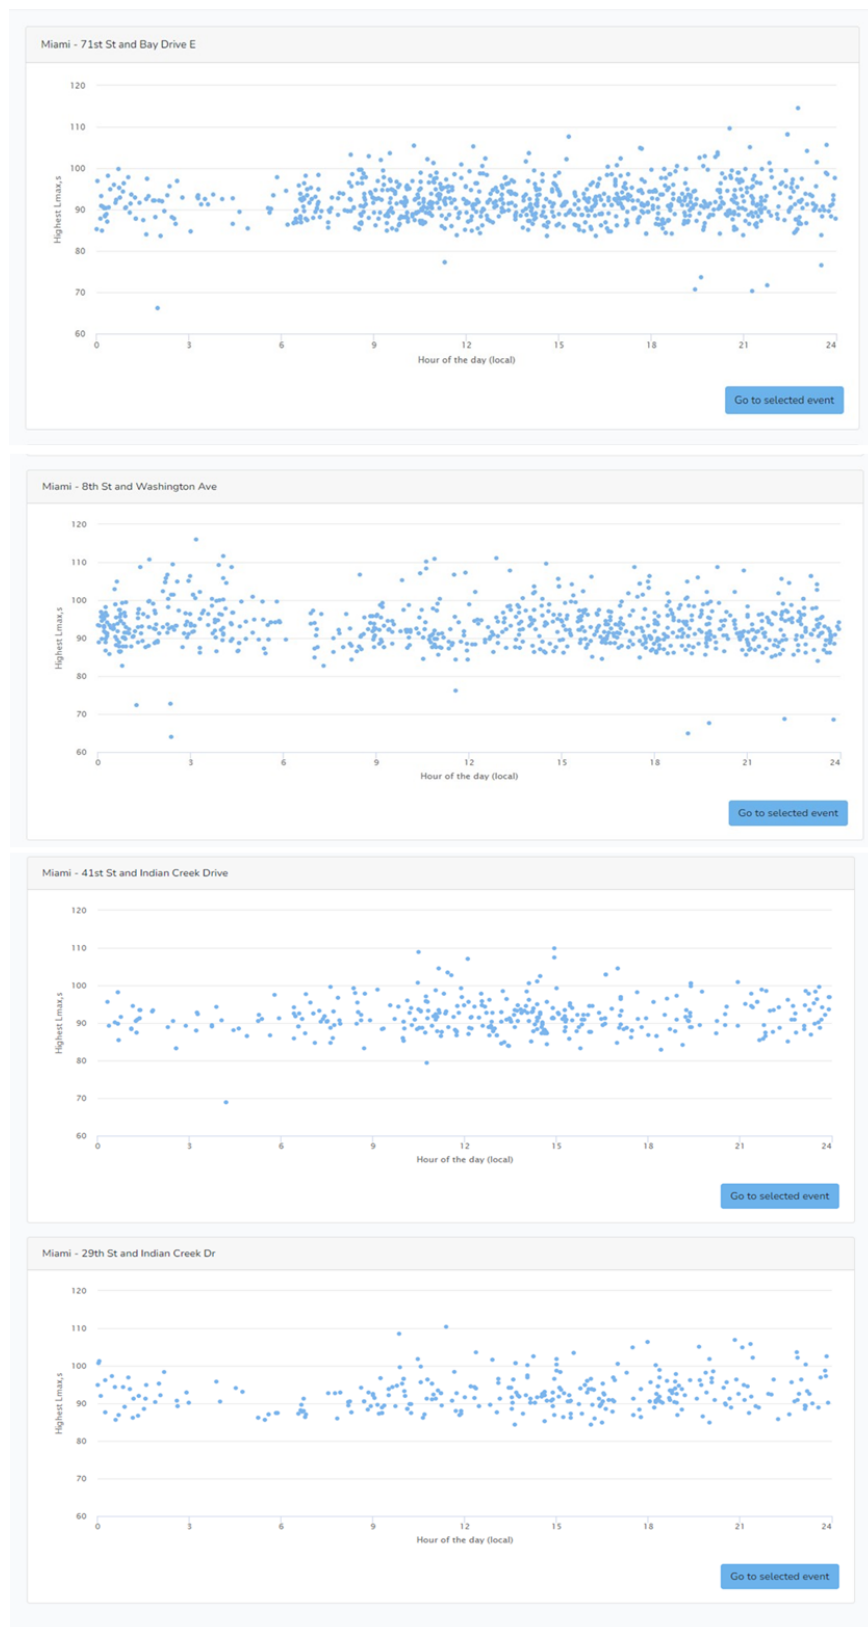 Miami - 71st St and Bay Drive E
120
110
100
90
80
70
60
Highest Lmax,s
0 3 6 9 12 15 18 21 24
Hour of the day (local)
Go to selected event
Miami - 8th St and Washington Ave
120
110
100
90
80
70
60
Highest Lmax,s
0 3 6 9 12 15 18 21 24
Hour of the day (local)
Go to selected event
Miami - 41st St and Indian Creek Drive
120
110
100
90
80
70
60
Highest Lmax,s
0 3 6 9 12 15 18 21 24
Hour of the day (local)
Go to selected event
Miami - 29th St and Indian Creek Dr
120
110
100
90
80
70
60
Highest Lmax,s
0 3 6 9 12 15 18 21 24
Hour of the day (local)
Go to selected event